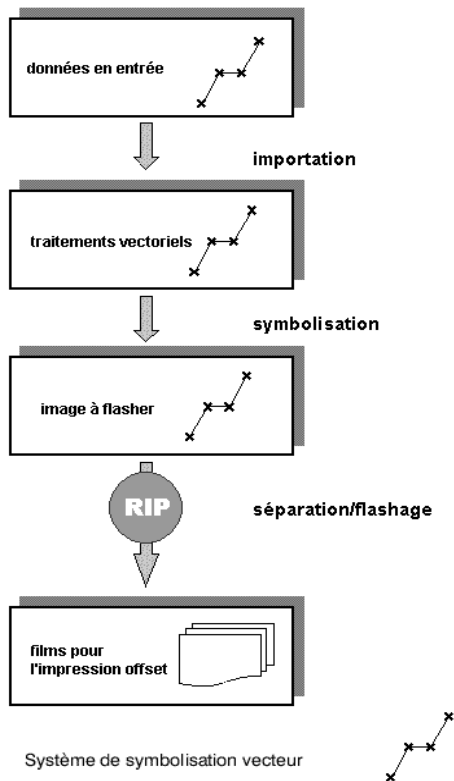 données en entrée
importation
traitements vectoriels
symbolisation
image à flasher
RIP
séparation/flashage
films pour
l'impression offset
Système de symbolisation vecteur